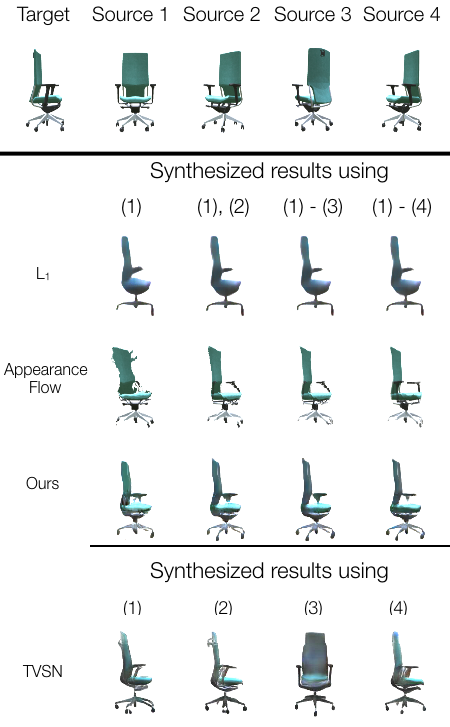 Target Source 1 Source 2 Source 3 Source 4
Synthesized results using
(1) (1), (2) (1) - (3) (1) - (4)
L₁
Appearance
Flow
Ours
Synthesized results using
(1) (2) (3) (4)
TVSN